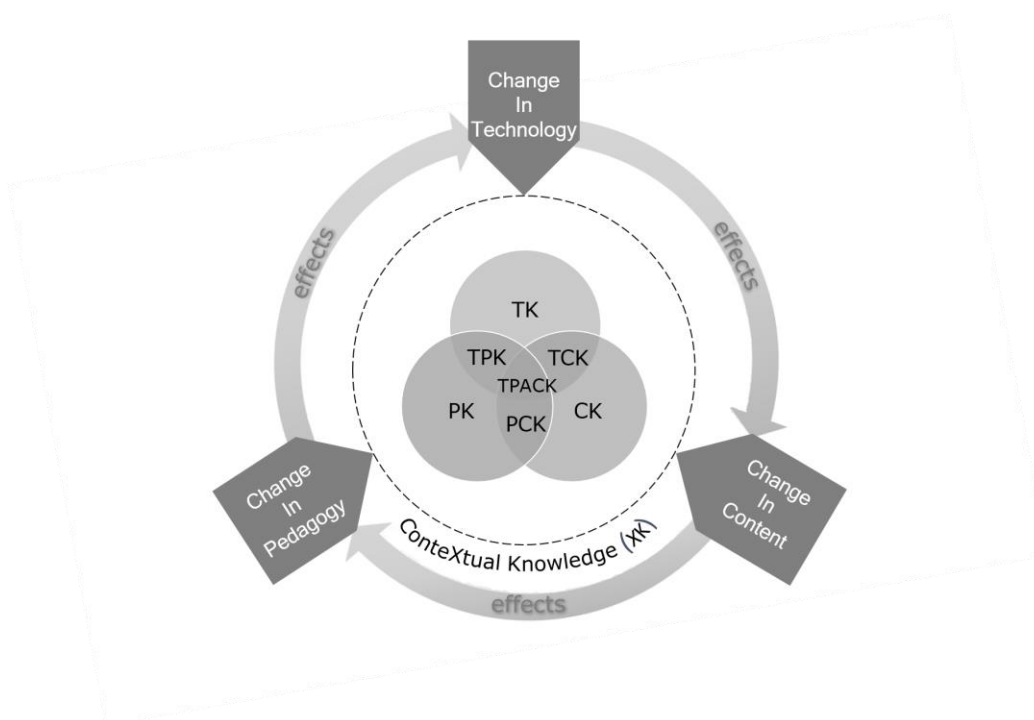 Change
In
Technology
effects
effects
TK
TPK
TCK
TPACK
PK
PCK
CK
Change
In
Pedagogy
Change
In
Content
ConteXtual Knowledge (XK)
effects